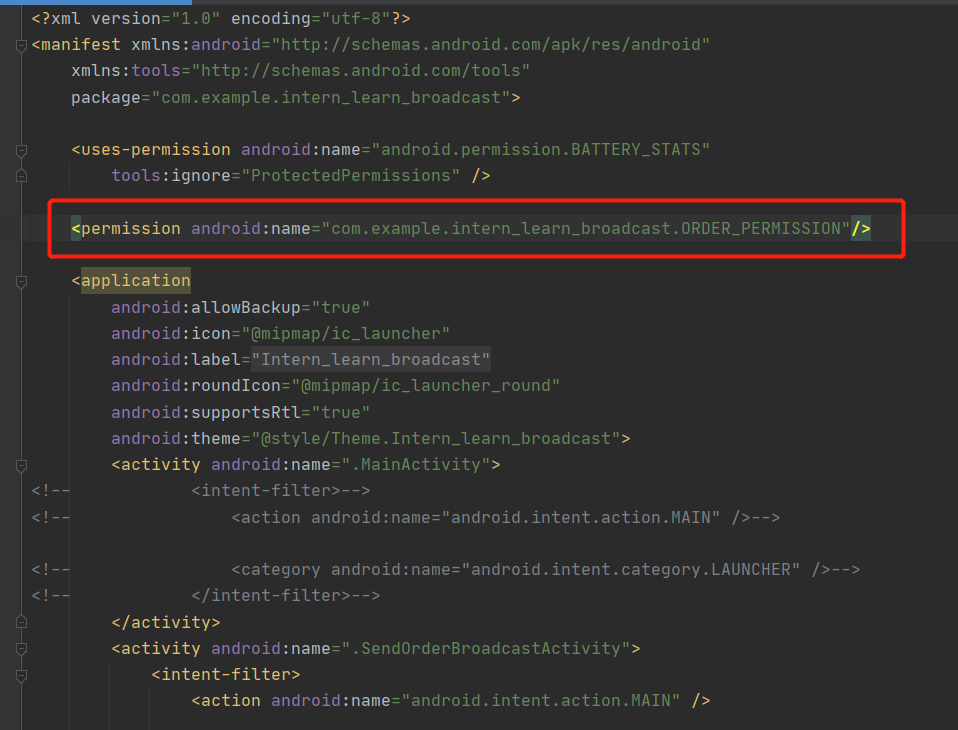 <?xml version="1.0" encoding="utf-8"?>
<manifest xmlns:android="http://schemas.android.com/apk/res/android"
xmlns:tools="http://schemas.android.com/tools"
package="com.example.intern_learn_broadcast">
<uses-permission android:name="android.permission.BATTERY_STATS"
tools:ignore="ProtectedPermissions" />
<permission android:name="com.example.intern_learn_broadcast.ORDER_PERMISSION"/>
<application
android:allowBackup="true"
android:icon="@mipmap/ic_launcher"
android:label="Intern_learn_broadcast"
android:roundIcon="@mipmap/ic_launcher_round"
android:supportsRtl="true"
android:theme="@style/Theme.Intern_learn_broadcast">
<activity android:name=".MainActivity">
<!-- <intent-filter>-->
<!-- <action android:name="android.intent.action.MAIN" />-->
<!-- <category android:name="android.intent.category.LAUNCHER" />-->
<!-- </intent-filter>-->
</activity>
<activity android:name=".SendOrderBroadcastActivity">
<intent-filter>
<action android:name="android.intent.action.MAIN" />